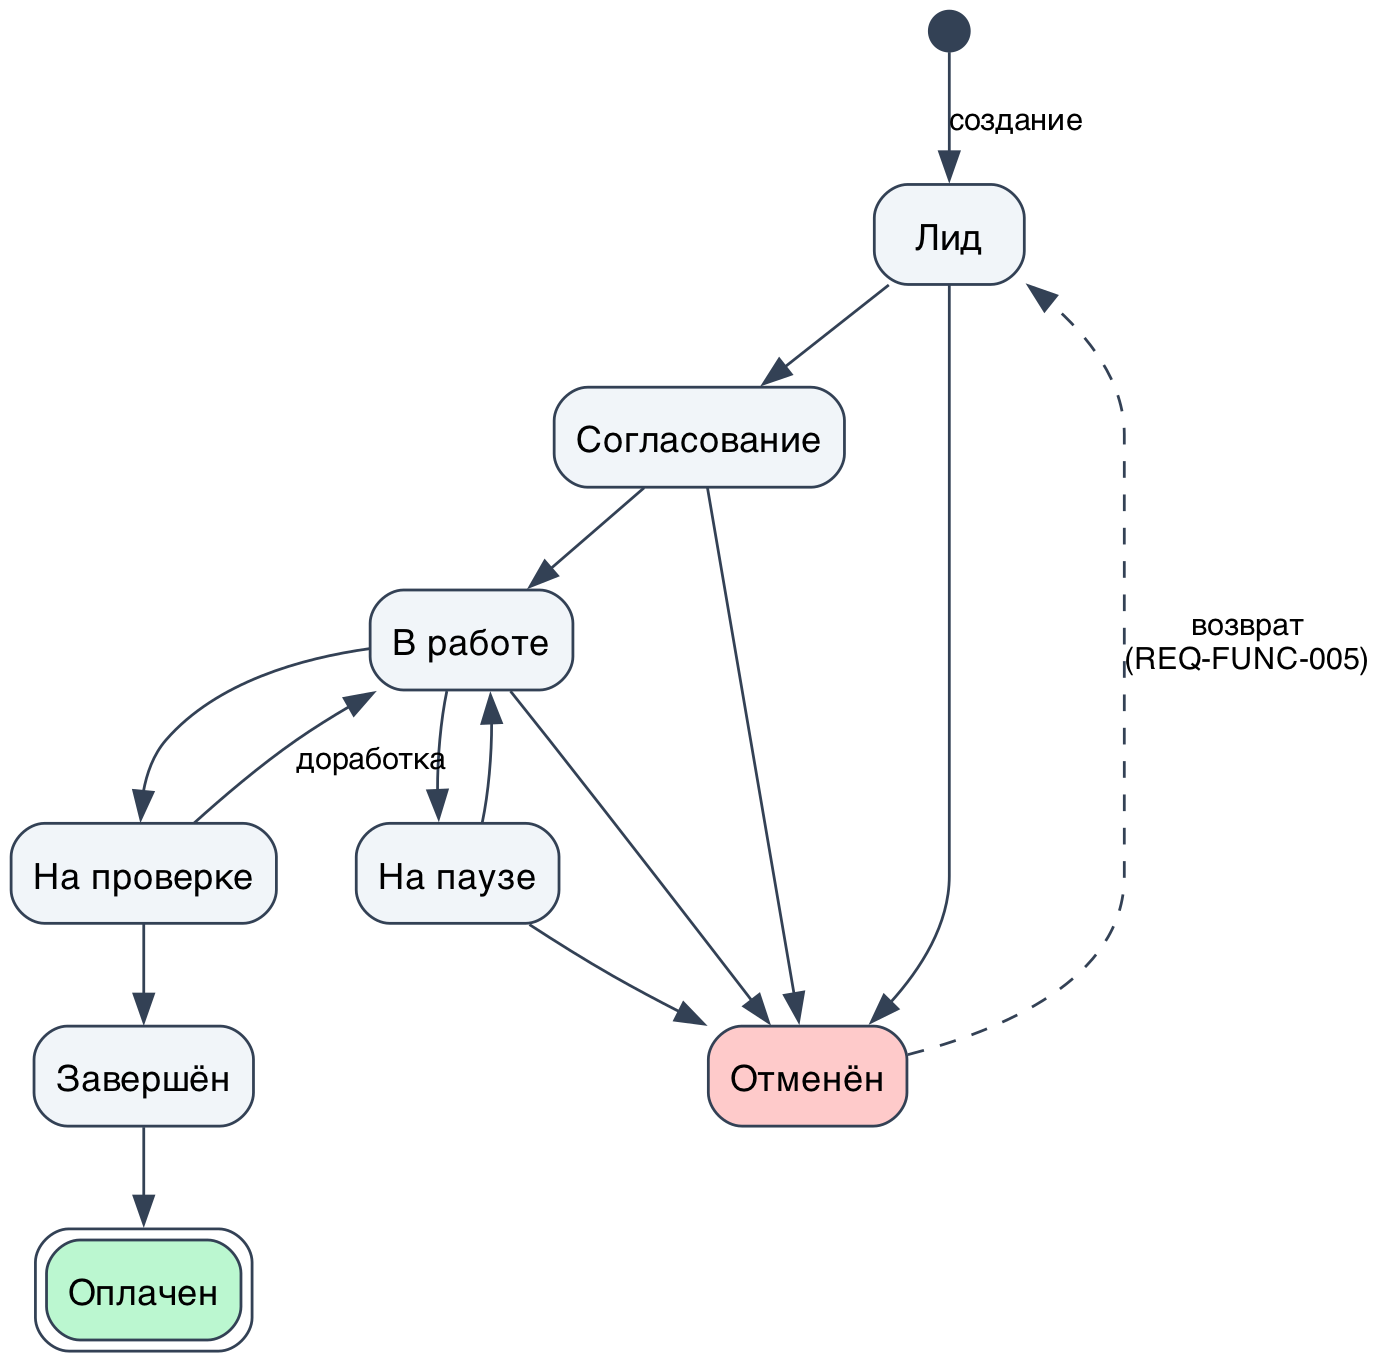 создание
Лид
Согласование
возврат
(REQ-FUNC-005)
В работе
доработка
На проверке
На паузе
Завершён
Отменён
Оплачен